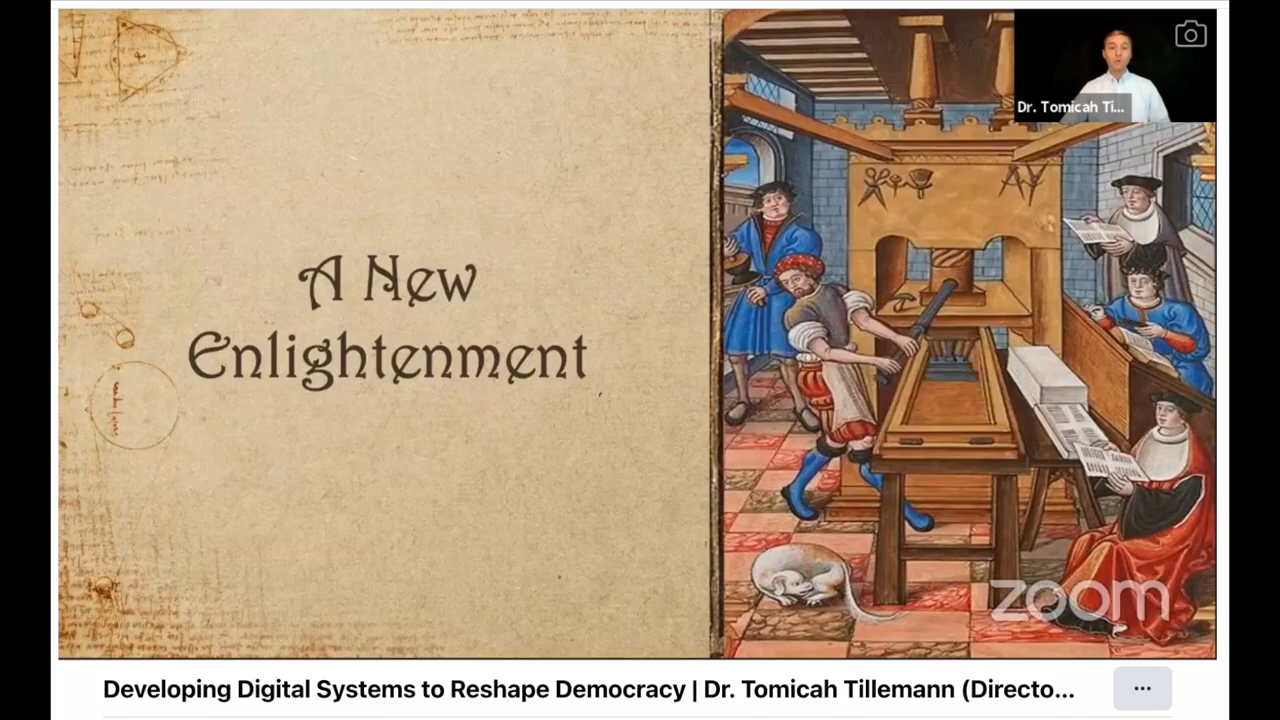 A New
Enlightenment
Dr. Tomicah Ti...
zoom
Developing Digital Systems to Reshape Democracy | Dr. Tomicah Tillemann (Directo...